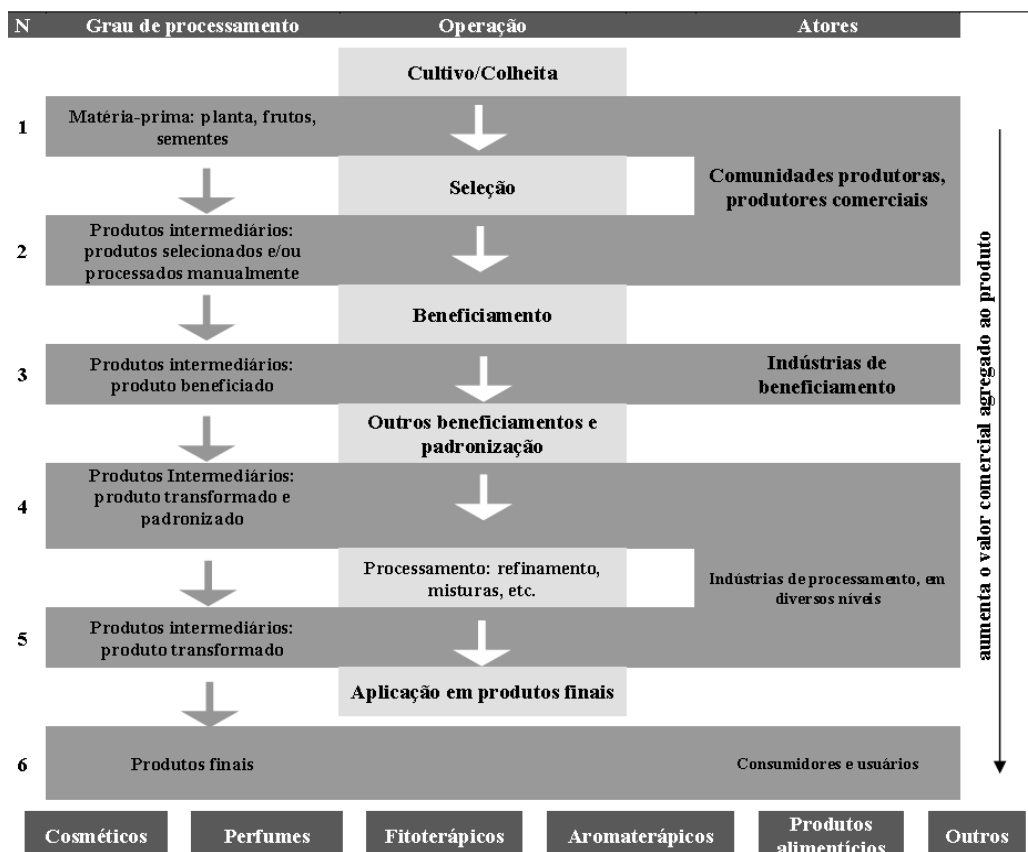 N Grau de processamento Operação Atores
Cultivo/Colheita
1
Matéria-prima: planta, frutos,
sementes
Seleção
Comunidades produtoras,
produtores comerciais
2
Produtos intermediários:
produtos selecionados e/ou
processados manualmente
Beneficiamento
3
Produtos intermediários:
produto beneficiado
Indústrias de
beneficiamento
Outros beneficiamentos e
padronização
4
Produtos Intermediários:
produto transformado e
padronizado
Processamento: refinamento,
misturas, etc.
Indústrias de processamento, em
diversos níveis
5
Produtos intermediários:
produto transformado
Aplicação em produtos finais
6
Produtos finais
Consumidores e usuários
aumenta o valor comercial agregado ao produto
Cosméticos
Perfumes
Fitoterápicos
Aromaterápicos
Produtos
alimentícios
Outros